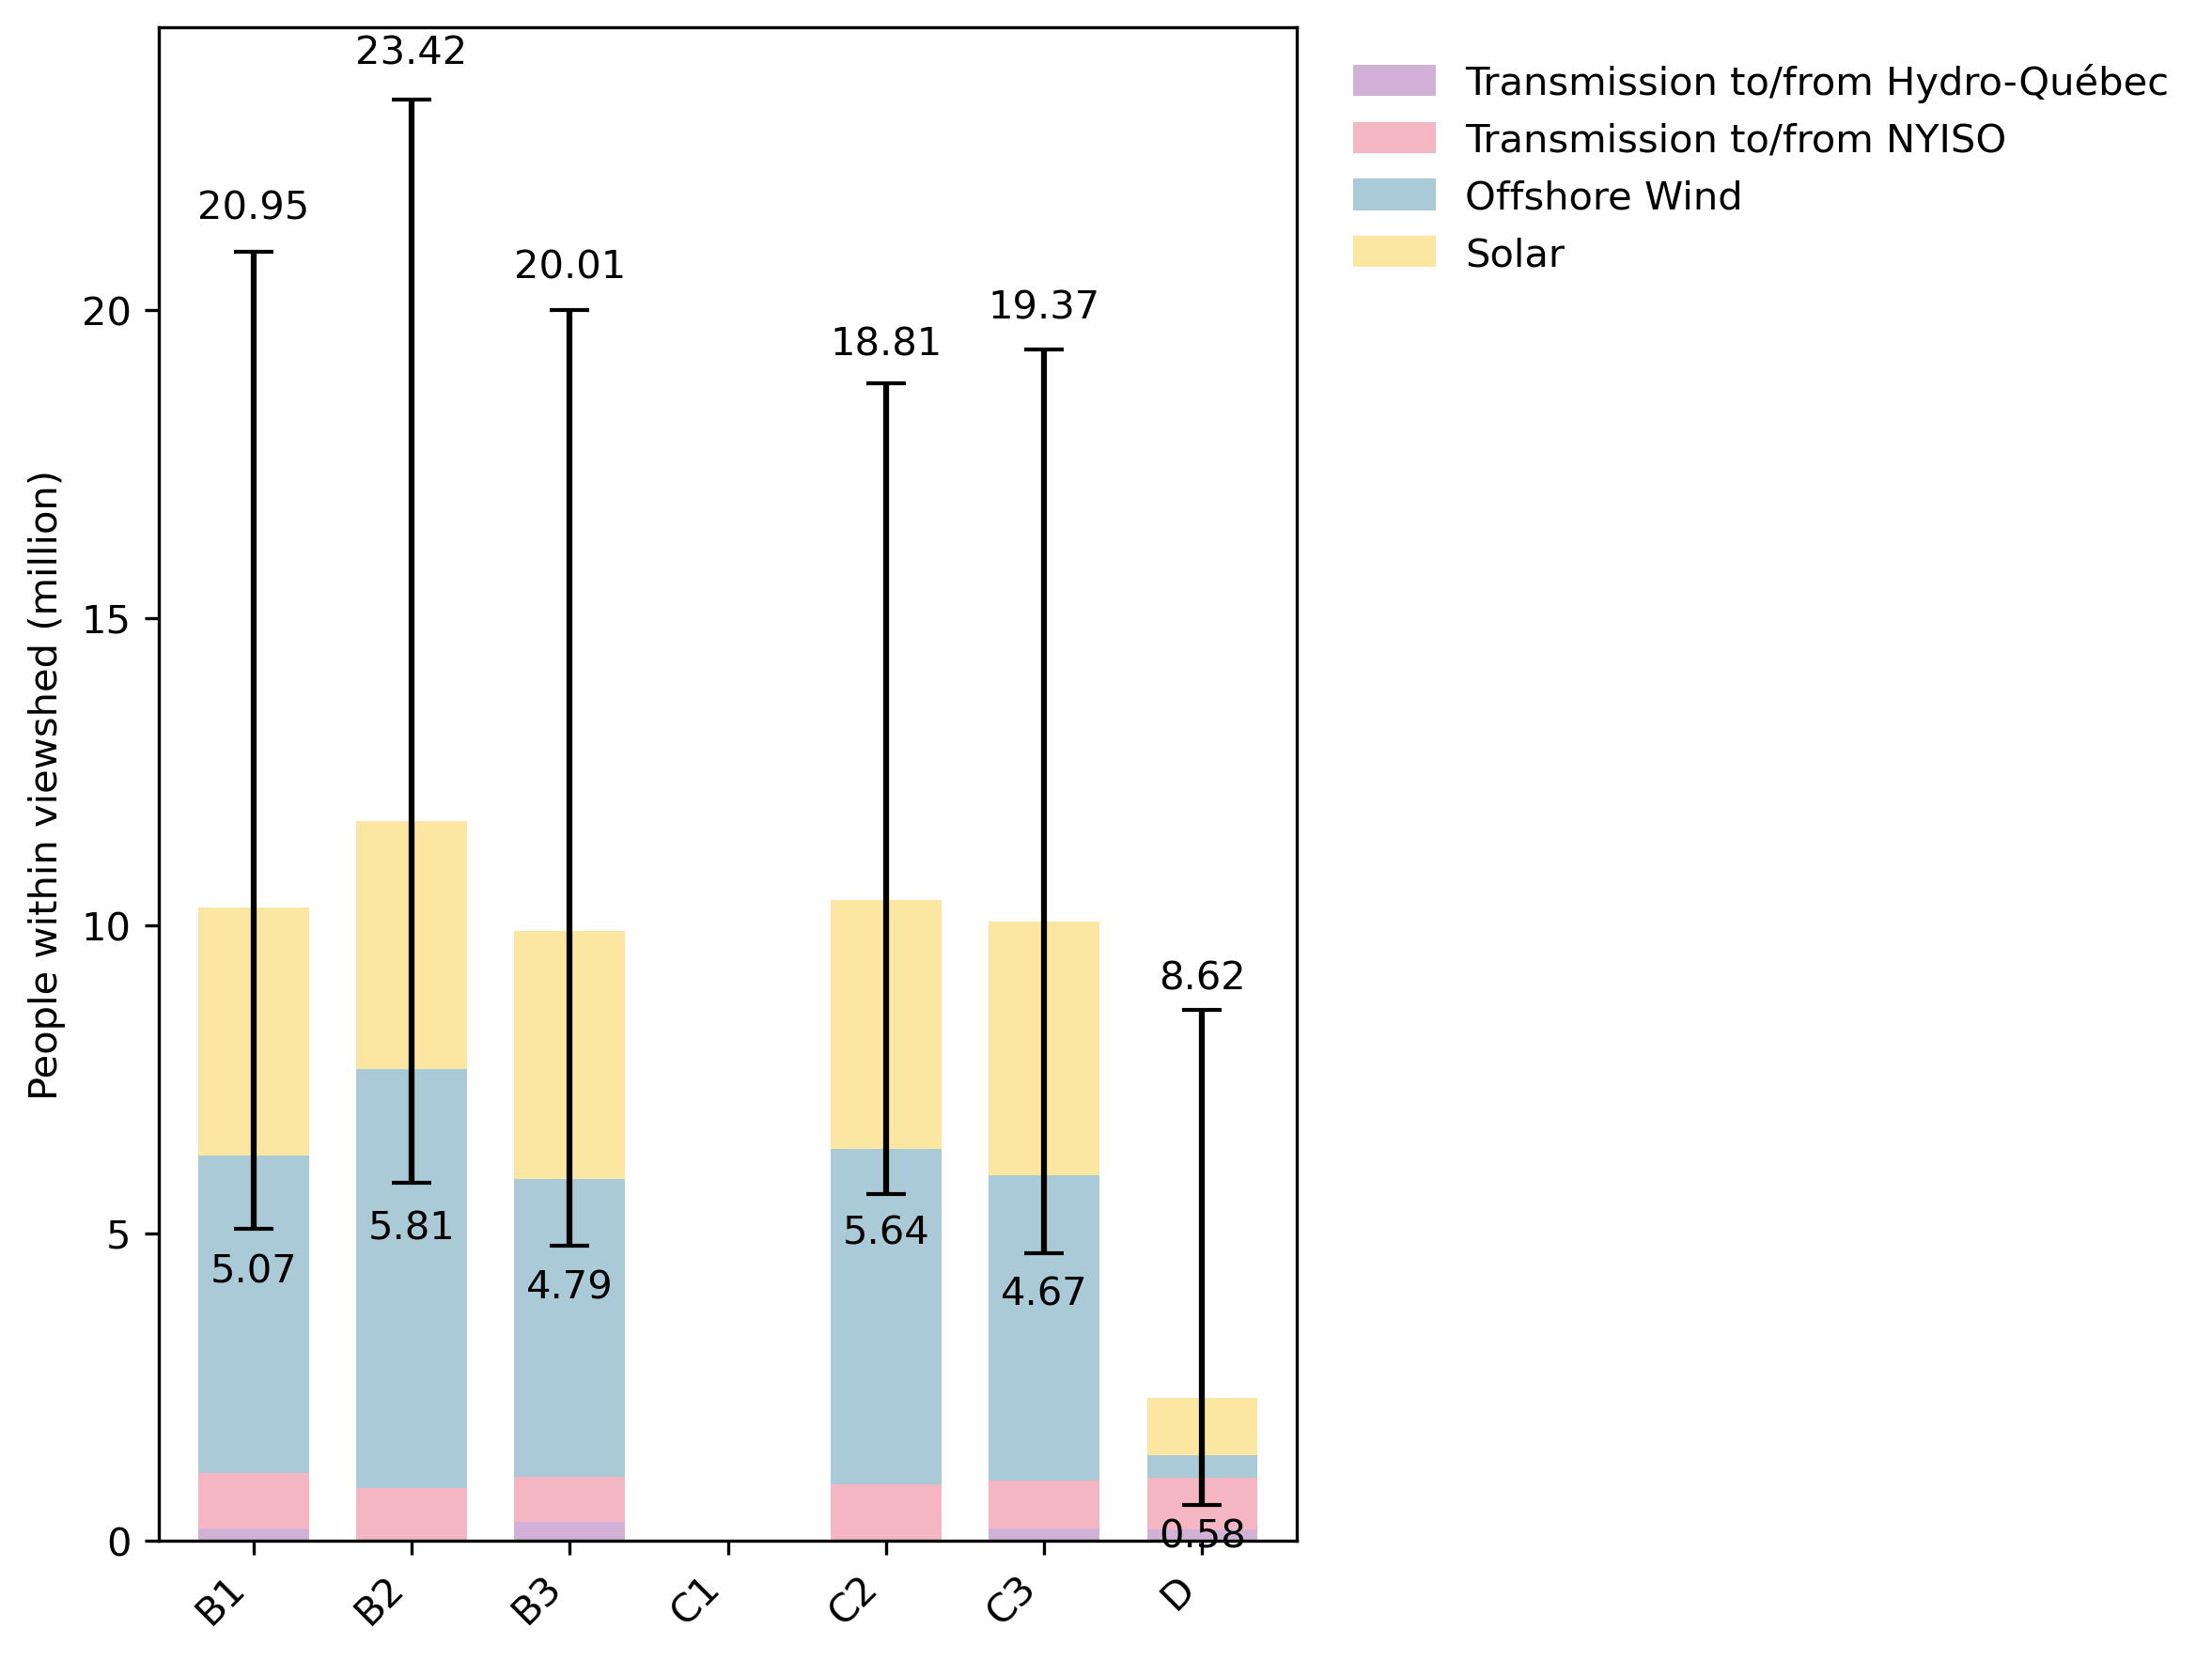 People within viewshed (million)
20
15
10
5
0
20.95
23.42
20.01
18.81
19.37
8.62
5.07
5.81
4.79
5.64
4.67
0.58
B1
B2
B3
C1
C2
C3
D
Transmission to/from Hydro-Québec
Transmission to/from NYISO
Offshore Wind
Solar